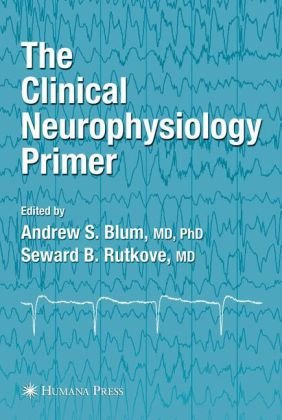 The
Clinical
Neurophysiology
Primer
Edited by
Andrew S. Blum, MD, PhD
Seward B. Rutkove, MD
HUMANA PRESS